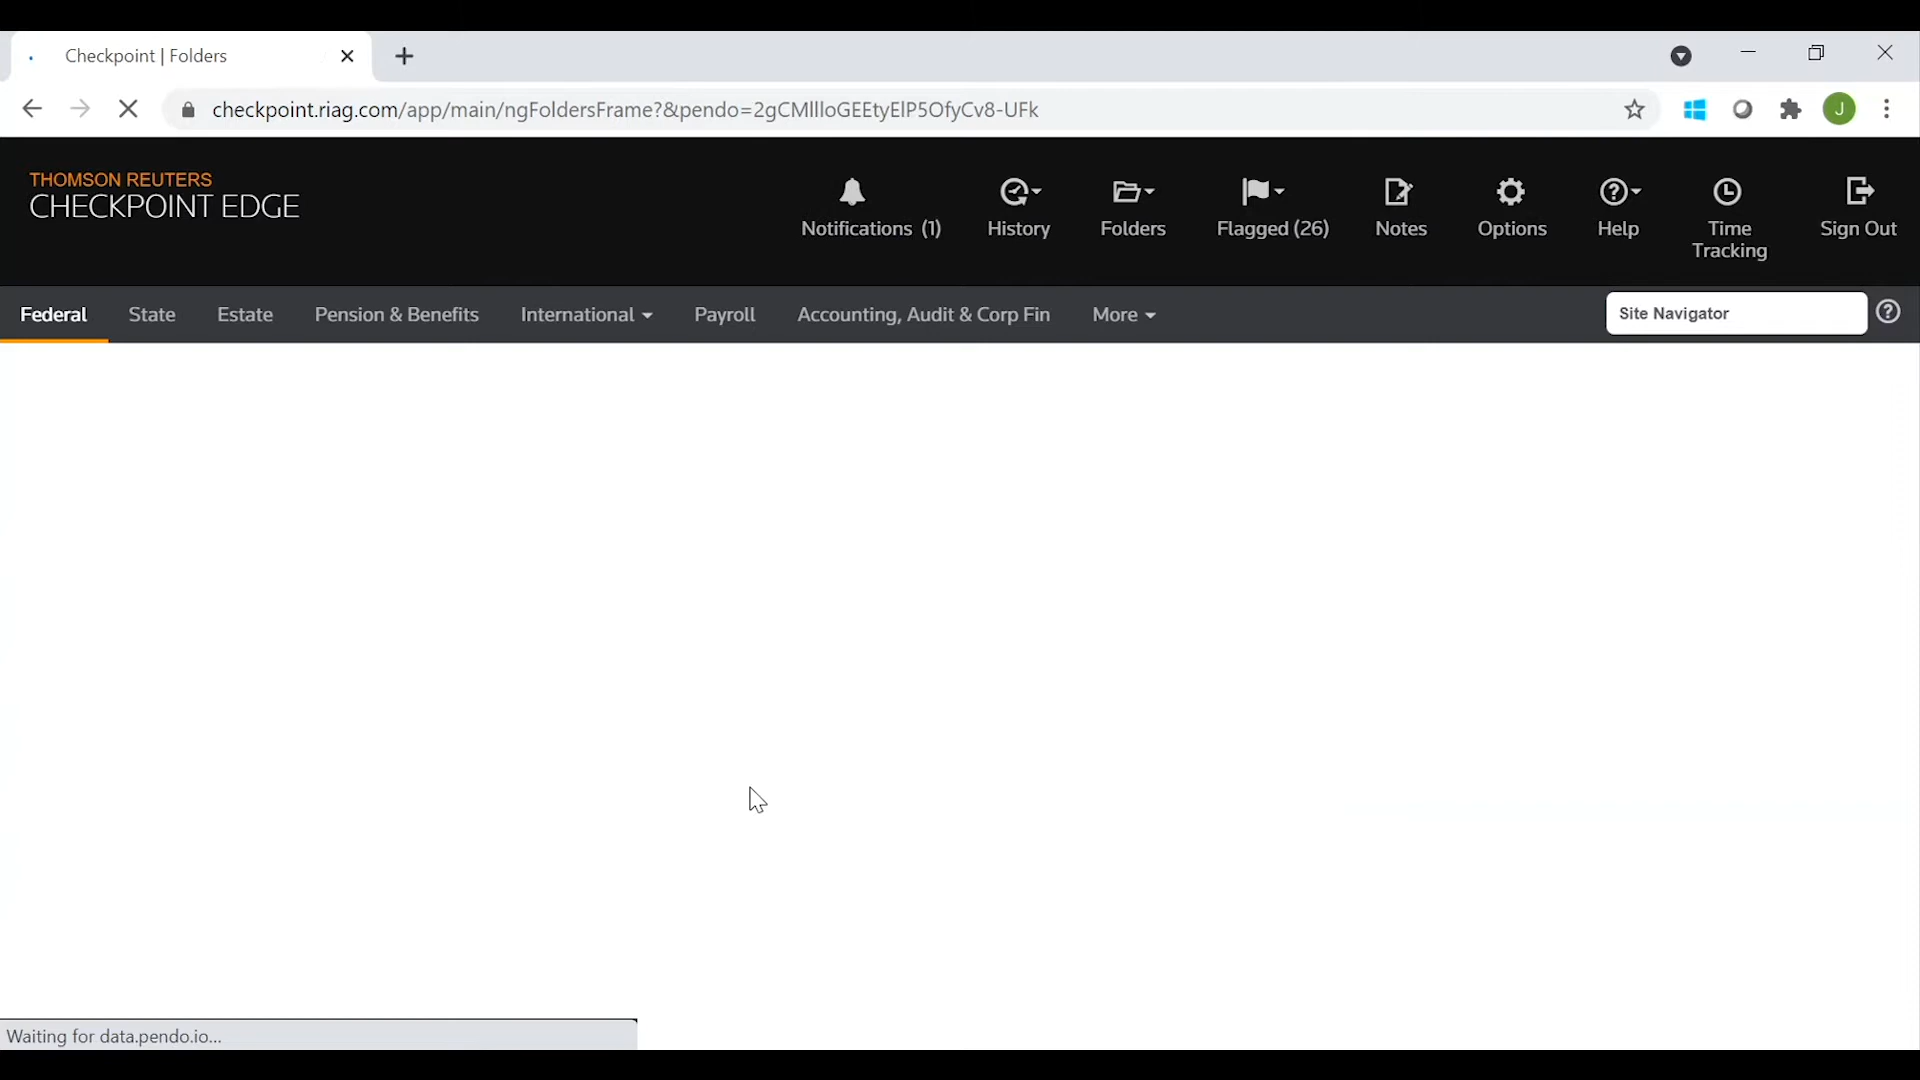 Checkpoint | Folders
checkpoint.riag.com/app/main/ngFoldersFrame?&pendo=2gCMllloGEEtyElP5OfyCv8-UFk
J
THOMSON REUTERS
CHECKPOINT EDGE
Notifications (1)
History
Folders
Flagged (26)
Notes
Options
Help
Time
Tracking
Sign Out
Federal
State
Estate
Pension & Benefits
International
Payroll
Accounting, Audit & Corp Fin
More
Site Navigator
Waiting for data.pendo.io...